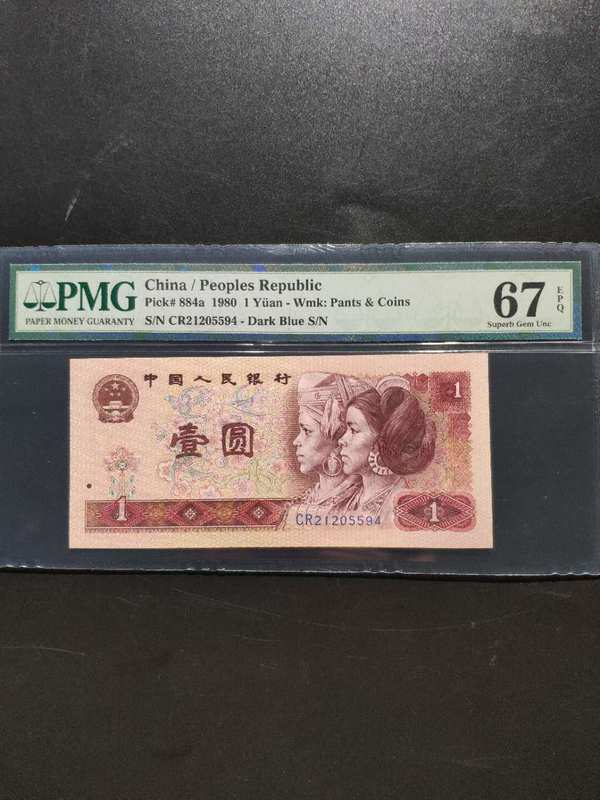 PMG
PAPER MONEY GUARANTY
China / Peoples Republic
Pick# 884a 1980 1 Yüan - Wmk: Pants & Coins
S/N CR21205594 - Dark Blue S/N
67
EPQ
Superb Gem Unc
中国人民银行
1
壹圆
1
CR21205594
1